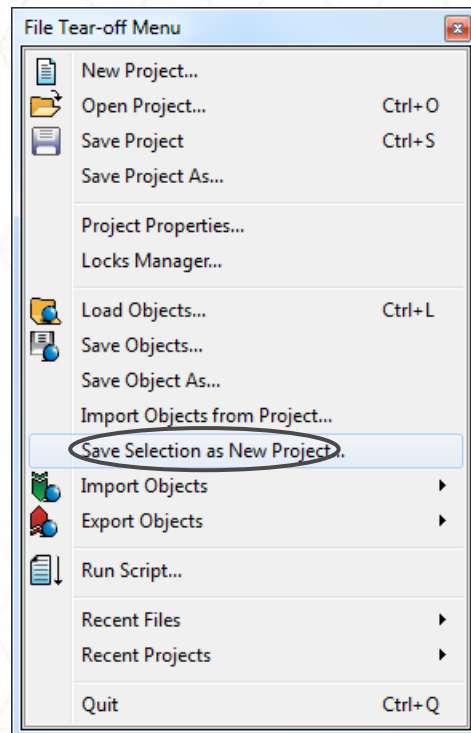 File Tear-off Menu
New Project...
Open Project... Ctrl+O
Save Project Ctrl+S
Save Project As...
Project Properties...
Locks Manager...
Load Objects... Ctrl+L
Save Objects...
Save Object As...
Import Objects from Project...
Save Selection as New Project...
Import Objects
Export Objects
Run Script...
Recent Files
Recent Projects
Quit Ctrl+Q